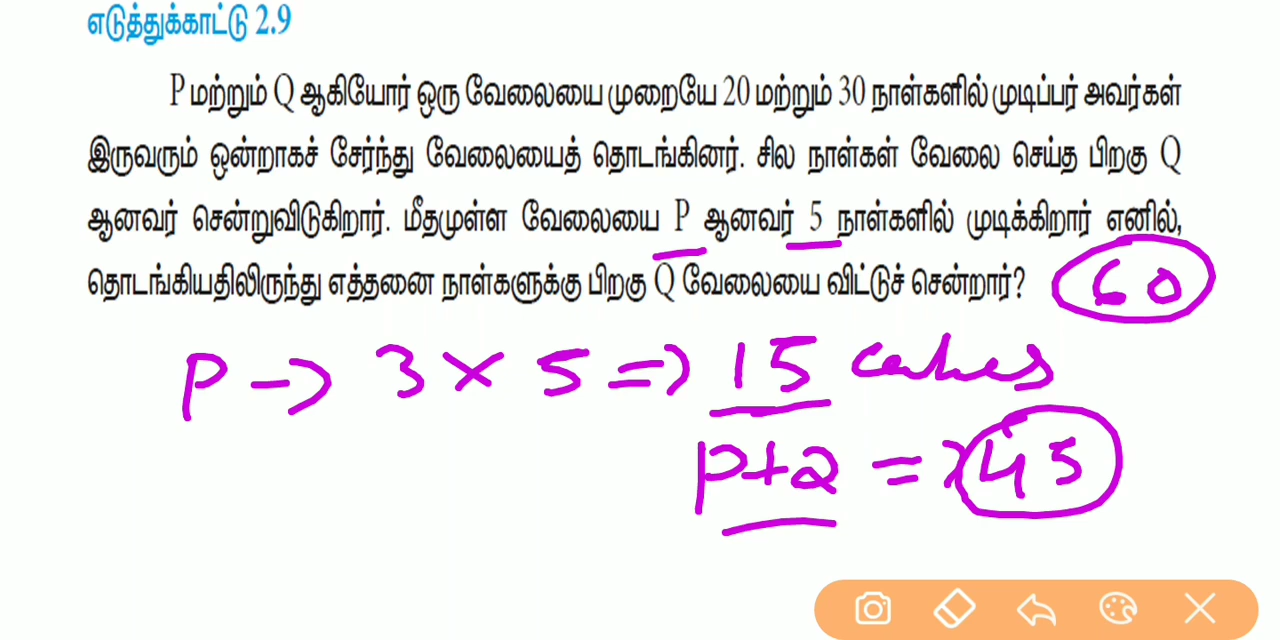 எடுத்துக்காட்டு 2.9
P மற்றும் Q ஆகியோர் ஒரு வேலையை முறையே 20 மற்றும் 30 நாள்களில் முடிப்பர் அவர்கள்
இருவரும் ஒன்றாகச் சேர்ந்து வேலையைத் தொடங்கினர். சில நாள்கள் வேலை செய்த பிறகு Q
ஆனவர் சென்றுவிடுகிறார். மீதமுள்ள வேலையை P ஆனவர் 5 நாள்களில் முடிக்கிறார் எனில்,
தொடங்கியதிலிருந்து எத்தனை நாள்களுக்கு பிறகு Q வேலையை விட்டுச் சென்றார்? 60
P → 3 × 5 ⇒ 15 cakes
P+Q = 45